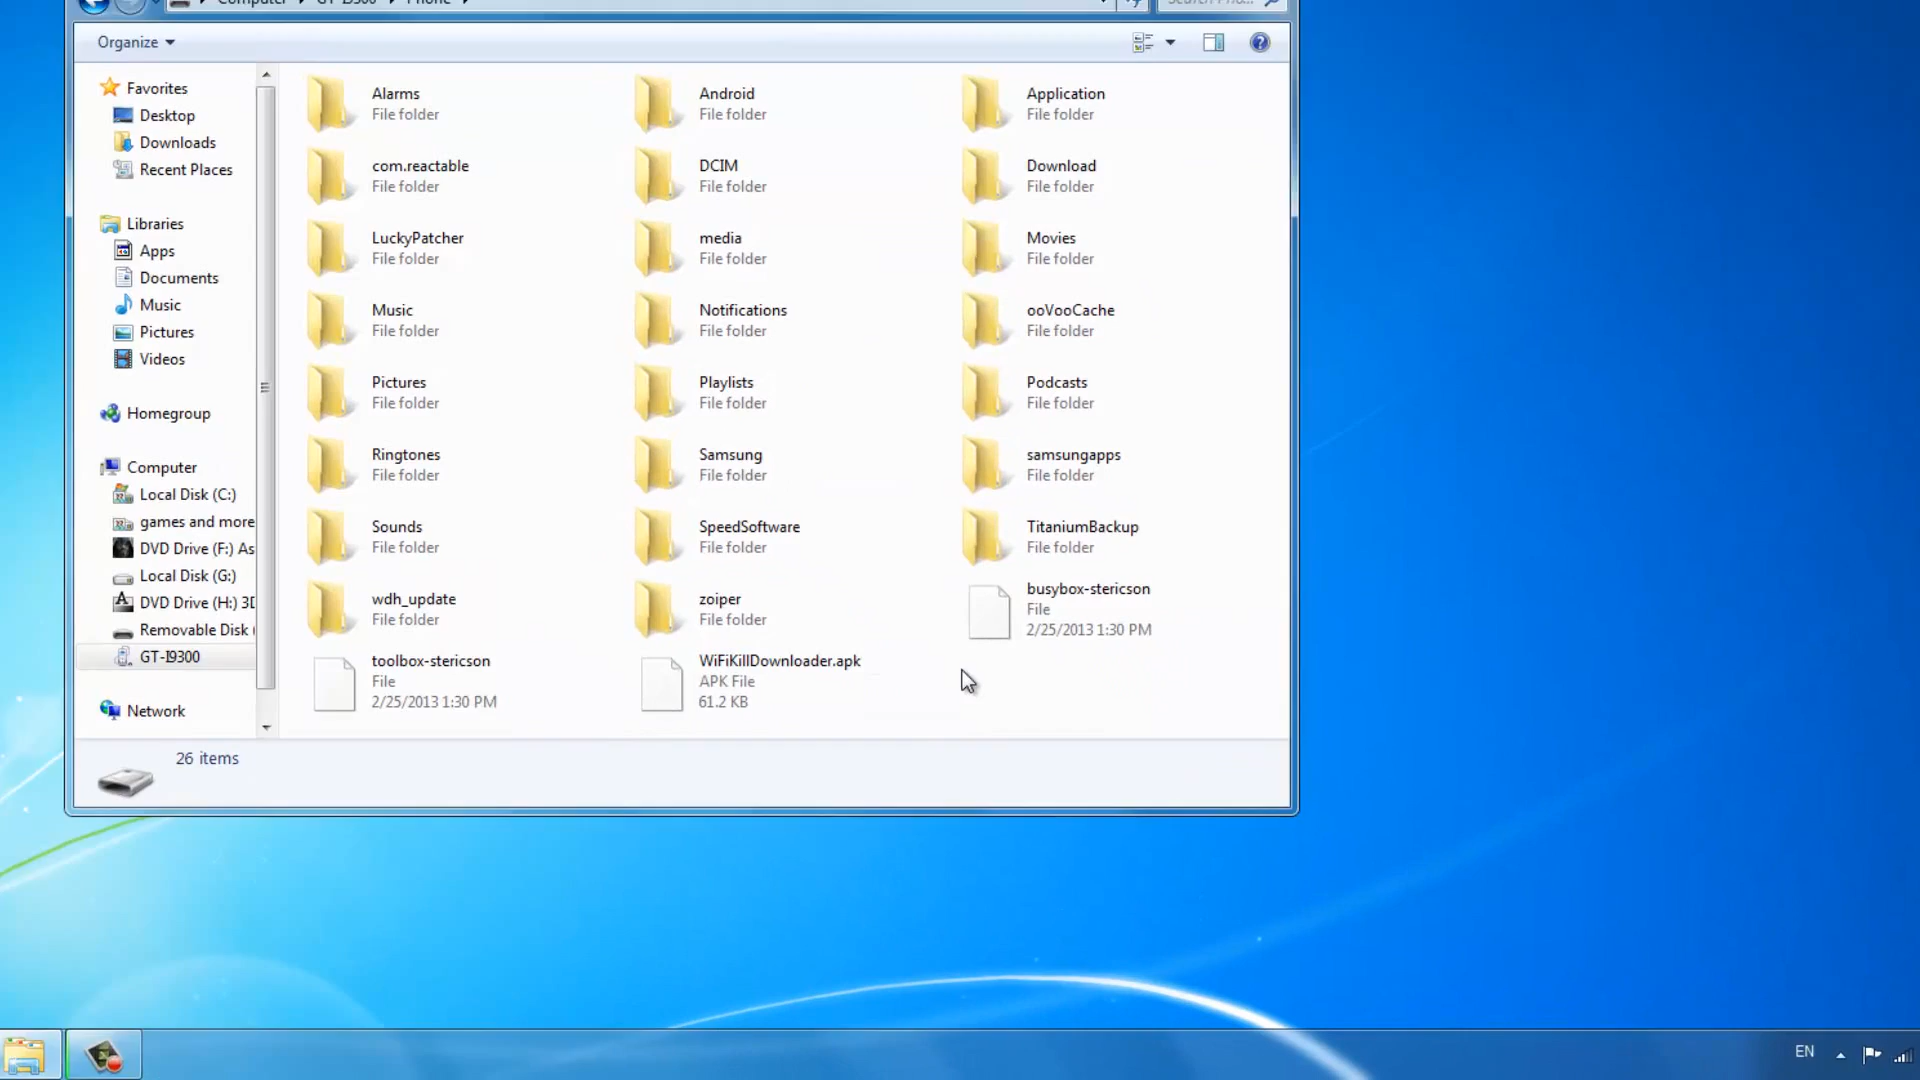 Computer GT-I9300 Phone
Organize
Favorites
Desktop
Downloads
Recent Places
Libraries
Apps
Documents
Music
Pictures
Videos
Homegroup
Computer
Local Disk (C:)
games and more
DVD Drive (F:) As
Local Disk (G:)
DVD Drive (H:) 3D
Removable Disk (
GT-I9300
Network
Alarms
File folder
Android
File folder
Application
File folder
com.reactable
File folder
DCIM
File folder
Download
File folder
LuckyPatcher
File folder
media
File folder
Movies
File folder
Music
File folder
Notifications
File folder
ooVooCache
File folder
Pictures
File folder
Playlists
File folder
Podcasts
File folder
Ringtones
File folder
Samsung
File folder
samsungapps
File folder
Sounds
File folder
SpeedSoftware
File folder
TitaniumBackup
File folder
wdh_update
File folder
zoiper
File folder
busybox-stericson
File
2/25/2013 1:30 PM
toolbox-stericson
File
2/25/2013 1:30 PM
WiFiKillDownloader.apk
APK File
61.2 KB
26 items
EN